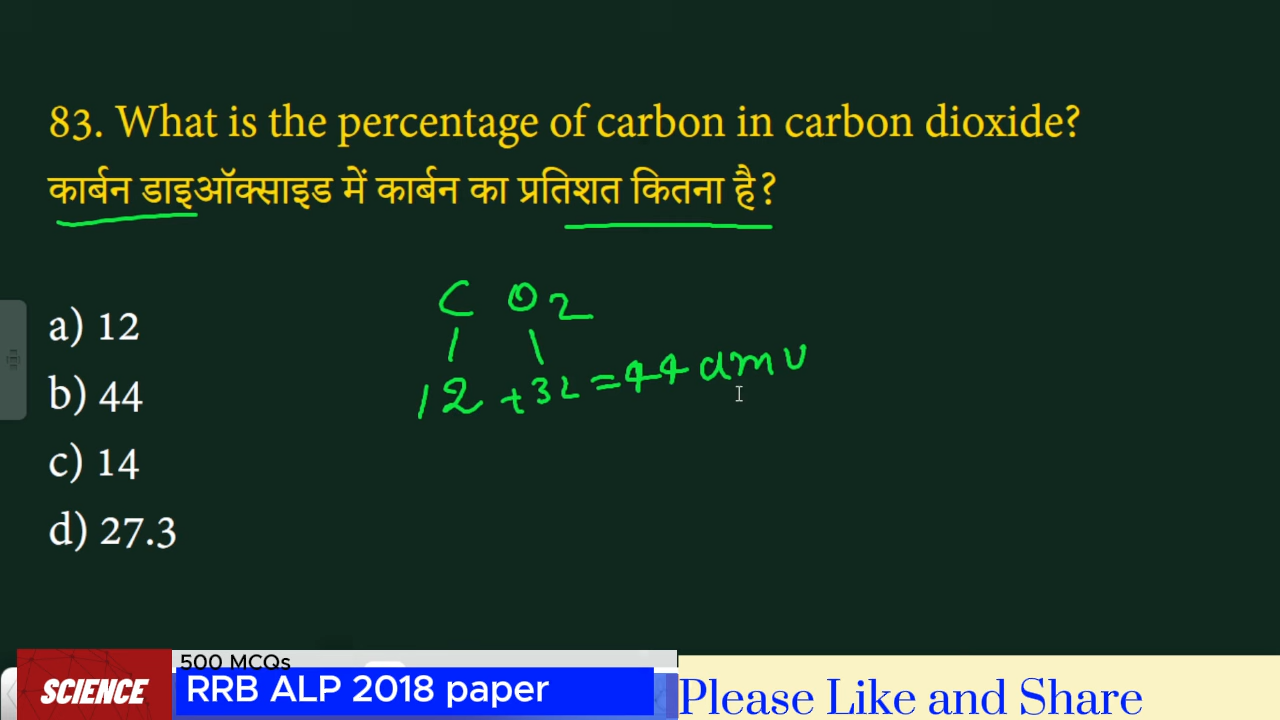 83. What is the percentage of carbon in carbon dioxide?
कार्बन डाइऑक्साइड में कार्बन का प्रतिशत कितना है?
C O2
12 +32 =44 amu
a) 12
b) 44
c) 14
d) 27.3
SCIENCE
500 MCQs
RRB ALP 2018 paper
Please Like and Share